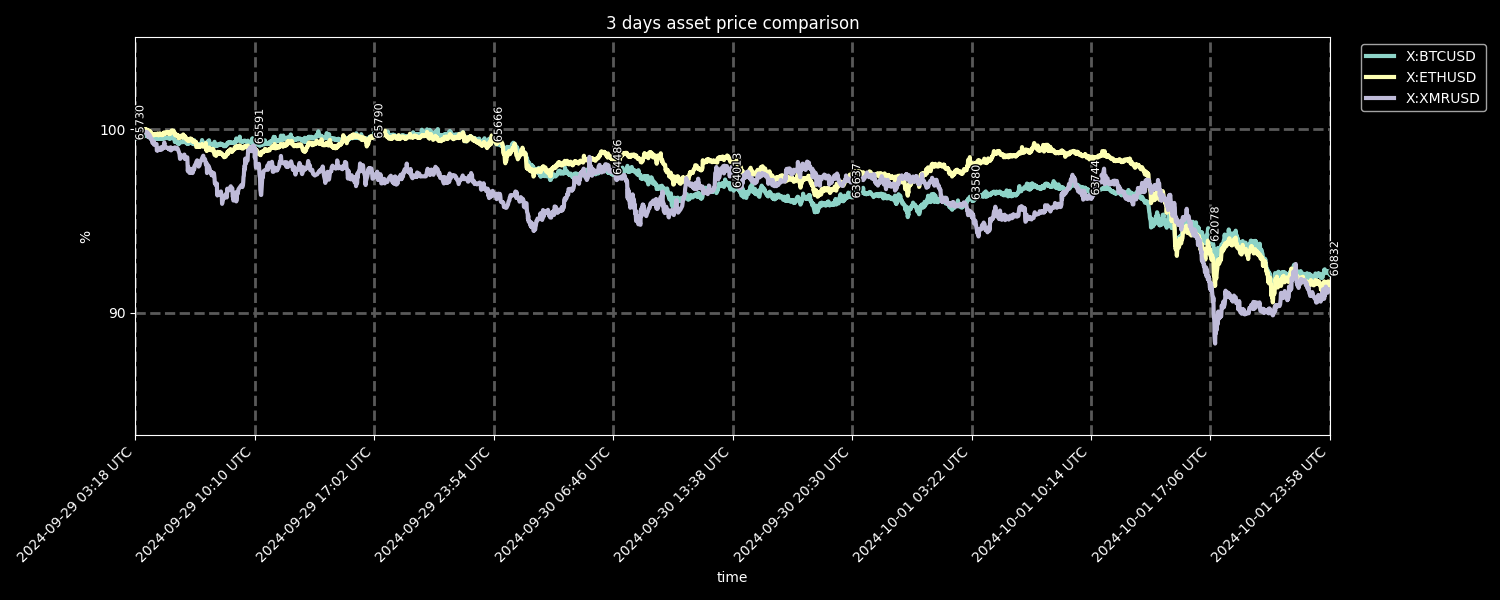 3 days asset price comparison
X:BTCUSD
X:ETHUSD
X:XMRUSD
100
90
%
65730
65591
65790
65666
64486
64013
63637
63580
63744
62078
60832
2024-09-29 03:18 UTC
2024-09-29 10:10 UTC
2024-09-29 17:02 UTC
2024-09-29 23:54 UTC
2024-09-30 06:46 UTC
2024-09-30 13:38 UTC
2024-09-30 20:30 UTC
2024-10-01 03:22 UTC
2024-10-01 10:14 UTC
2024-10-01 17:06 UTC
2024-10-01 23:58 UTC
time